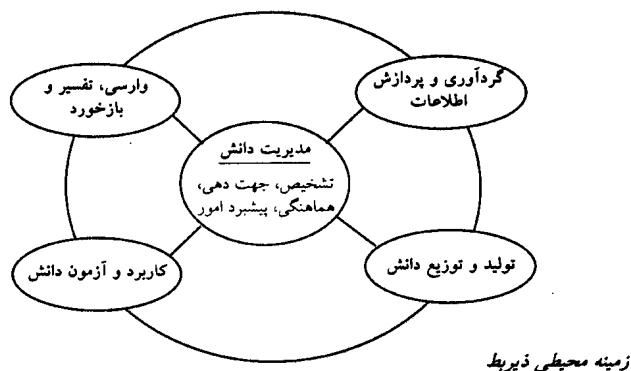 گردآوری و پردازش
اطلاعات
وارسی، تفسیر و
بازخورد
مدیریت دانش
تشخیص، جهت دهی،
هماهنگی، پیشبرد امور
تولید و توزیع دانش
کاربرد و آزمون دانش
زمینه محیطی ذیربط